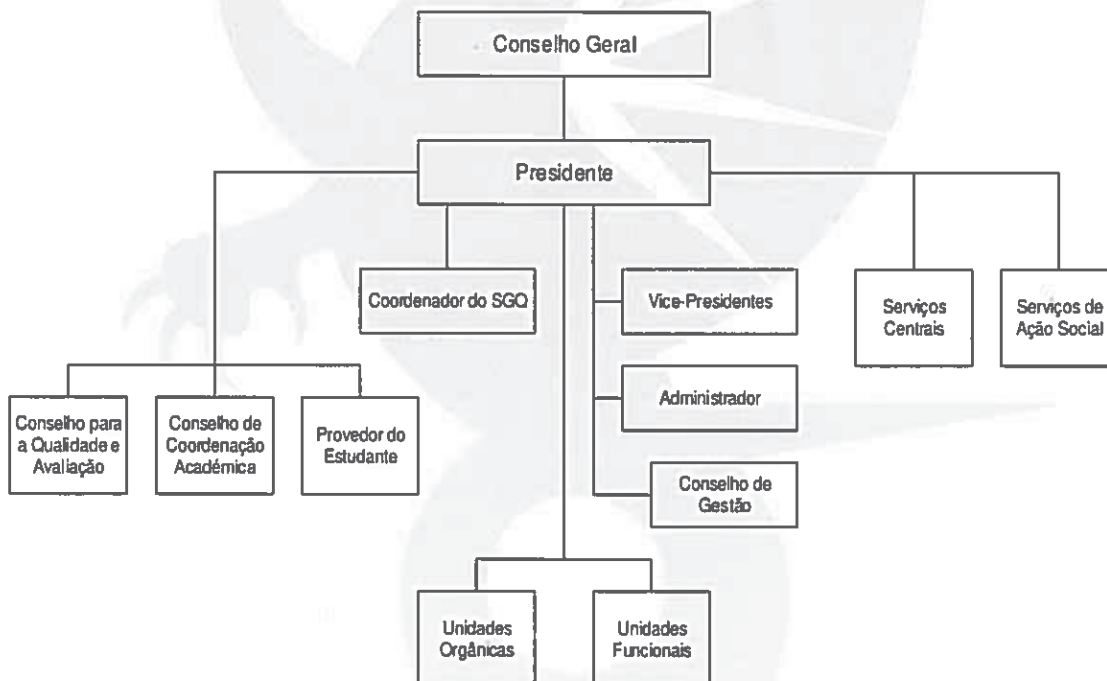 Conselho Geral
Presidente
Coordenador do SGQ
Vice-Presidentes
Serviços
Centrais
Serviços de
Ação Social
Administrador
Conselho para
a Qualidade e
Avaliação
Conselho de
Coordenação
Académica
Provedor do
Estudante
Conselho de
Gestão
Unidades
Orgânicas
Unidades
Funcionais